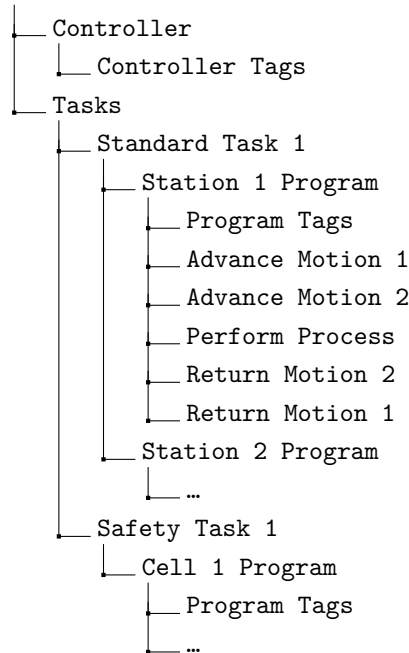 Controller
Controller Tags
Tasks
Standard Task 1
Station 1 Program
Program Tags
Advance Motion 1
Advance Motion 2
Perform Process
Return Motion 2
Return Motion 1
Station 2 Program
…
Safety Task 1
Cell 1 Program
Program Tags
…